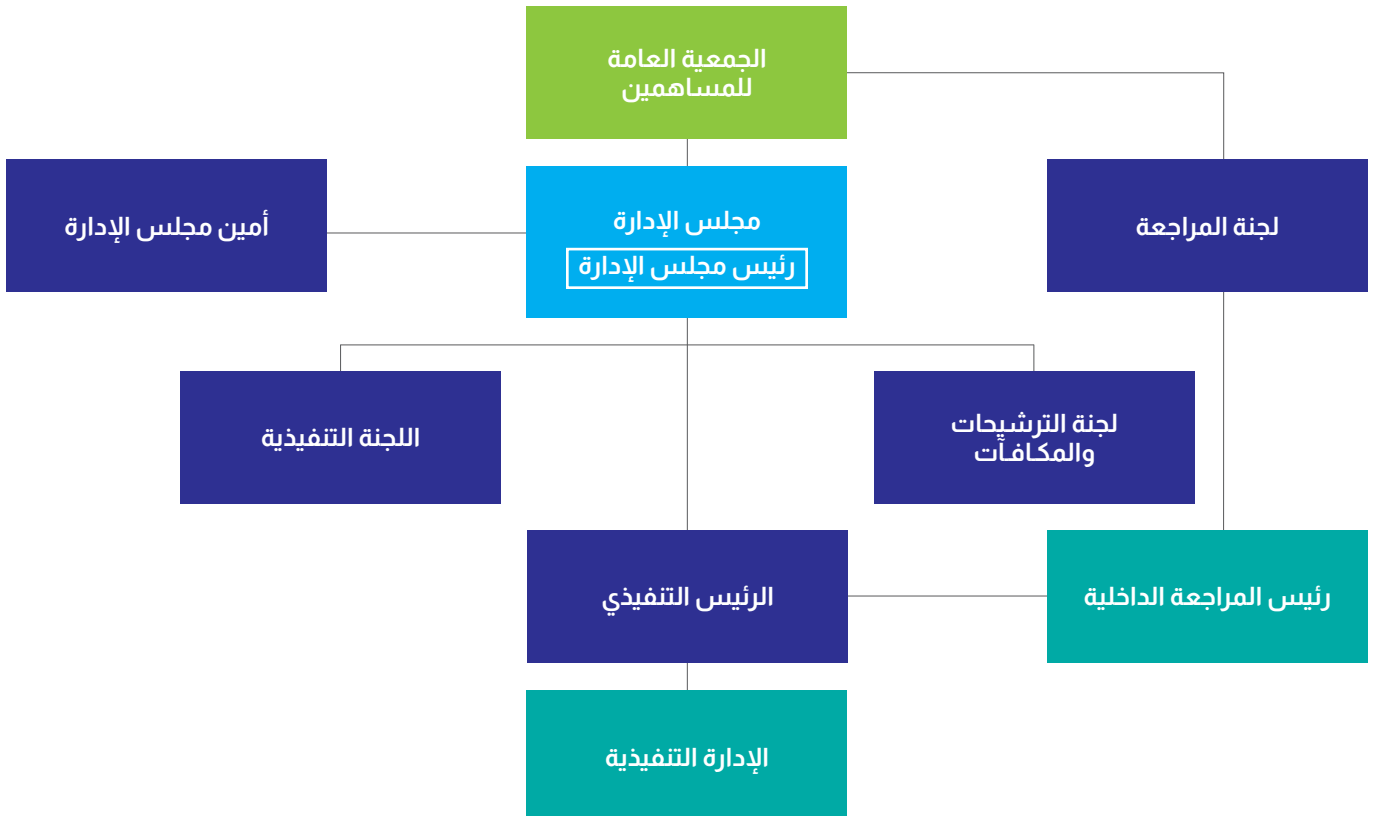 الجمعية العامة
للمساهمين
لجنة المراجعة
مجلس الإدارة
رئيس مجلس الإدارة
أمين مجلس الإدارة
لجنة الترشيحات
والمكافآت
اللجنة التنفيذية
رئيس المراجعة الداخلية
الرئيس التنفيذي
الإدارة التنفيذية